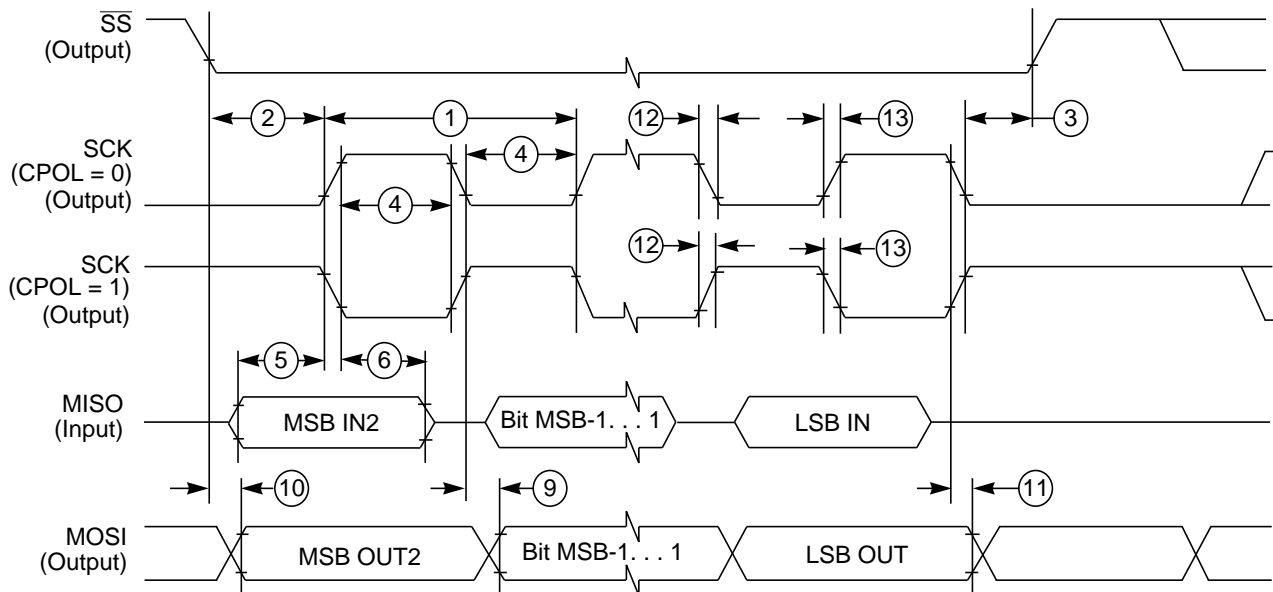 SS
(Output)
2
1
12
13
3
SCK
(CPOL = 0)
(Output)
4
4
SCK
(CPOL = 1)
(Output)
12
13
5
6
MISO
(Input)
MSB IN2
Bit MSB-1. . . 1
LSB IN
10
9
11
MOSI
(Output)
MSB OUT2
Bit MSB-1. . . 1
LSB OUT